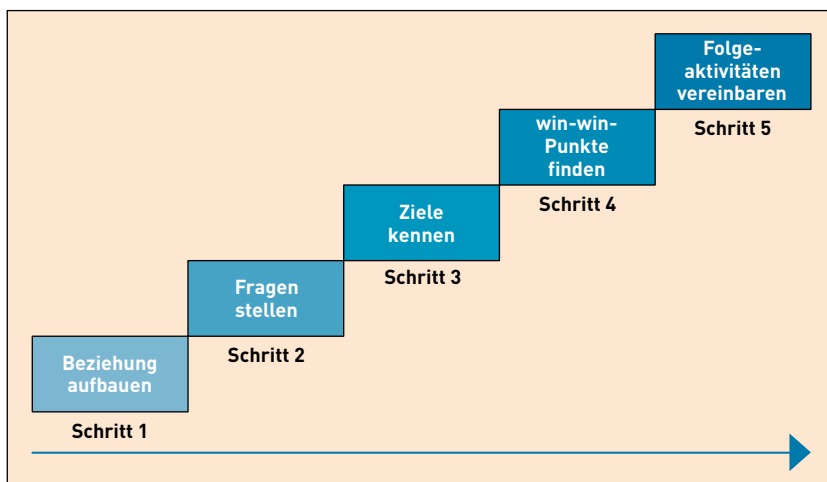 Beziehung
aufbauen
Schritt 1
Fragen
stellen
Schritt 2
Ziele
kennen
Schritt 3
win-win-
Punkte
finden
Schritt 4
Folge-
aktivitäten
vereinbaren
Schritt 5